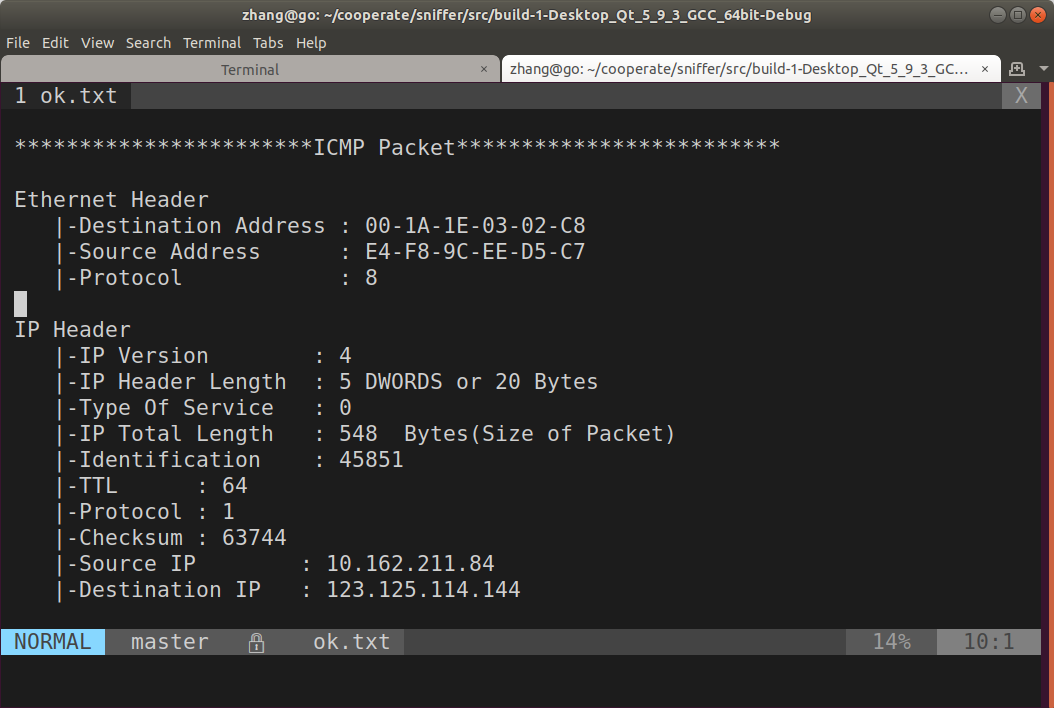 zhang@go: ~/cooperate/sniffer/src/build-1-Desktop_Qt_5_9_3_GCC_64bit-Debug
File Edit View Search Terminal Tabs Help
Terminal × zhang@go: ~/cooperate/sniffer/src/build-1-Desktop_Qt_5_9_3_GC... ×
1 ok.txt X
***********************ICMP Packet*************************
Ethernet Header
|-Destination Address : 00-1A-1E-03-02-C8
|-Source Address      : E4-F8-9C-EE-D5-C7
|-Protocol            : 8
IP Header
|-IP Version        : 4
|-IP Header Length  : 5 DWORDS or 20 Bytes
|-Type Of Service   : 0
|-IP Total Length   : 548  Bytes(Size of Packet)
|-Identification    : 45851
|-TTL      : 64
|-Protocol : 1
|-Checksum : 63744
|-Source IP        : 10.162.211.84
|-Destination IP   : 123.125.114.144
NORMAL master ok.txt 14% 10:1